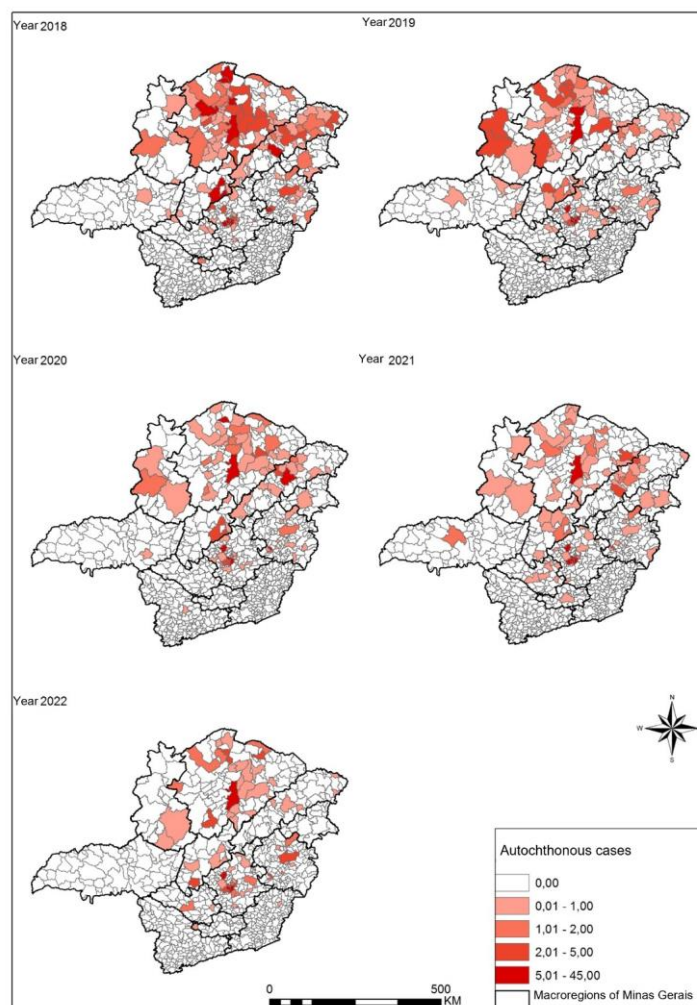 Year 2018
Year 2019
Year 2020
Year 2021
Year 2022
N
W
S
Autochthonous cases
0,00
0,01 - 1,00
1,01 - 2,00
2,01 - 5,00
5,01 - 45,00
Macroregions of Minas Gerais
0 500
KM